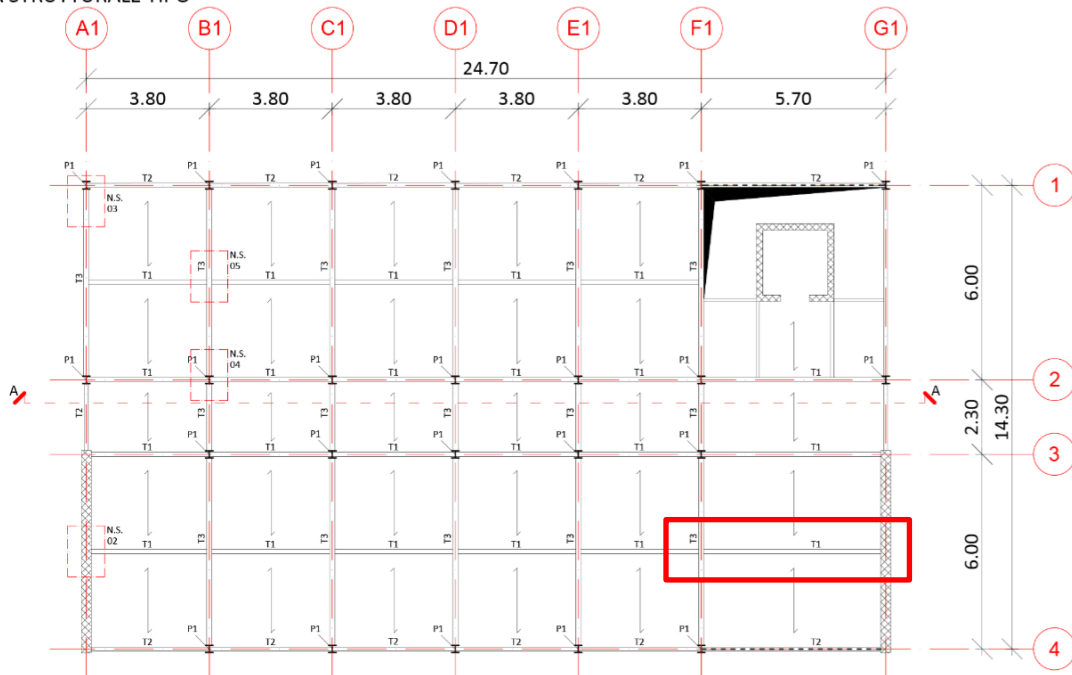 STRUTTORALE TIPO
A1 B1 C1 D1 E1 F1 G1
24.70
3.80 3.80 3.80 3.80 3.80 5.70
P1 P1 P1 P1 P1 P1
T2 T2 T2 T2 T2 T2
1
N.S.
03
N.S.
05
T3 T3 T3 T3 T3 T3
T1 T1 T1 T1 T1
6.00
P1 P1 P1 P1 P1 P1 P1
N.S.
04
T1 T1 T1 T1 T1 T1
2
A A
T2 T3 T3 T3 T3 T3
2.30
14.30
P1 P1 P1 P1 P1
T1 T1 T1 T1 T1 T1
3
N.S.
02
T3 T3 T3 T3 T3
T1 T1 T1 T1 T1 T1
6.00
P1 P1 P1 P1 P1
T2 T2 T2 T2 T2 T2
4